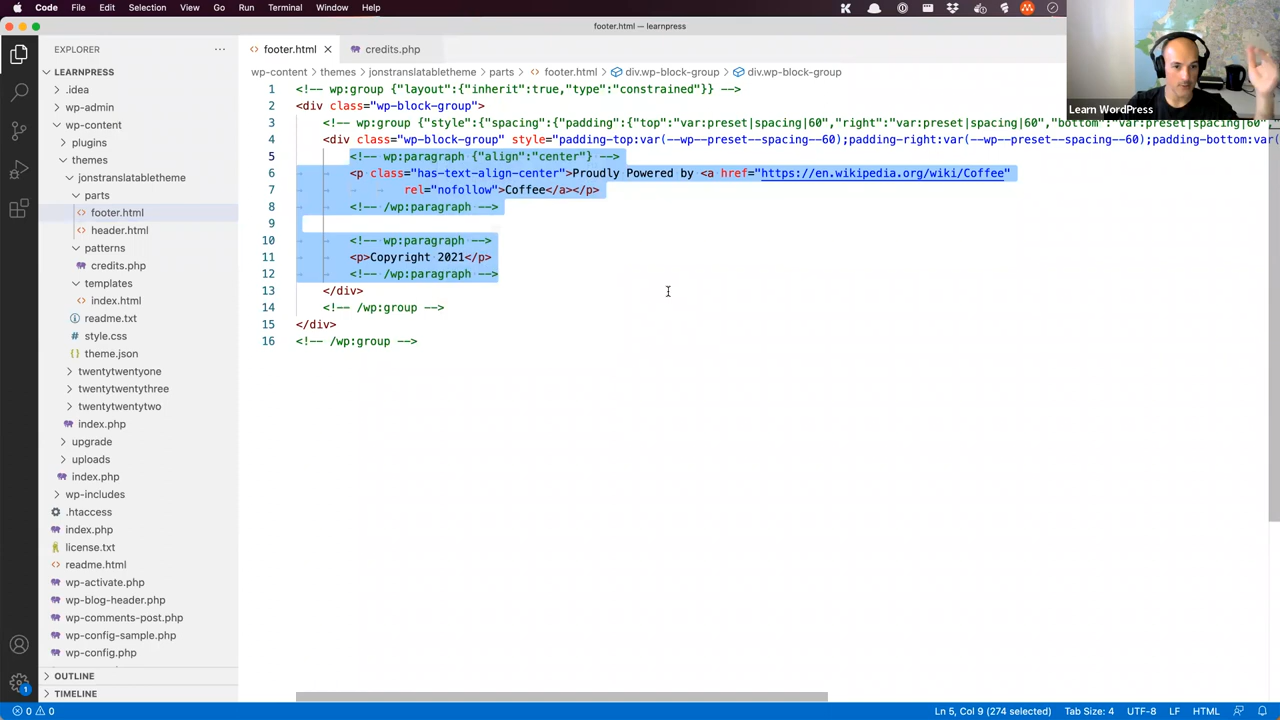 Code File Edit Selection View Go Run Terminal Window Help
footer.html — learnpress
EXPLORER ···
footer.html credits.php
wp-content > themes > jonstranslatabletheme > parts > footer.html > div.wp-block-group > div.wp-block-group
LEARNPRESS
.idea
wp-admin
wp-content
plugins
themes
jonstranslatabletheme
parts
footer.html
header.html
patterns
credits.php
templates
index.html
readme.txt
style.css
theme.json
twentytwentyone
twentytwentythree
twentytwentytwo
index.php
upgrade
uploads
index.php
wp-includes
.htaccess
index.php
license.txt
readme.html
wp-activate.php
wp-blog-header.php
wp-comments-post.php
wp-config-sample.php
wp-config.php
OUTLINE
TIMELINE
1 <!-- wp:group {"layout":{"inherit":true,"type":"constrained"}} -->
2 <div class="wp-block-group">
3 <!-- wp:group {"style":{"spacing":{"padding":{"top":"var:preset|spacing|60","right":"var:preset|spacing|60","bottom":"var:preset|spacing|60"
4 <div class="wp-block-group" style="padding-top:var(--wp--preset--spacing--60);padding-right:var(--wp--preset--spacing--60);padding-bottom:var(
5 <!-- wp:paragraph {"align":"center"} -->
6 <p class="has-text-align-center">Proudly Powered by <a href="https://en.wikipedia.org/wiki/Coffee"
7 rel="nofollow">Coffee</a></p>
8 <!-- /wp:paragraph -->
9
10 <!-- wp:paragraph -->
11 <p>Copyright 2021</p>
12 <!-- /wp:paragraph -->
13 </div>
14 <!-- /wp:group -->
15 </div>
16 <!-- /wp:group -->
Learn WordPress
1
0 0
Ln 5, Col 9 (274 selected) Tab Size: 4 UTF-8 LF HTML